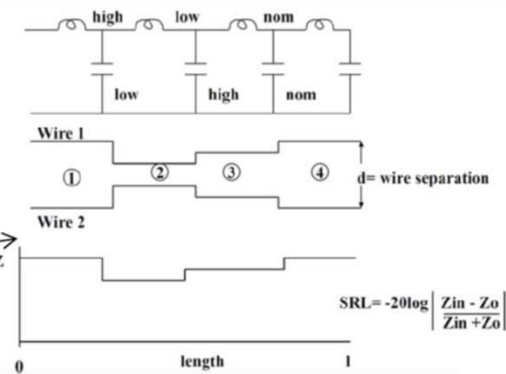 high low nom
low high nom
Wire 1
① ② ③ ④ d= wire separation
Wire 2
Z
SRL= -20log| Zin - Zo / Zin +Zo |
0 length 1